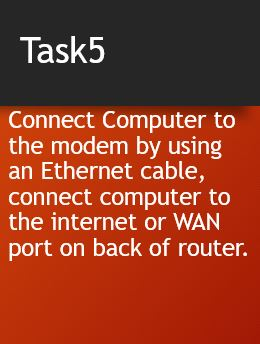 Task5
Connect Computer to
the modem by using
an Ethernet cable,
connect computer to
the internet or WAN
port on back of router.